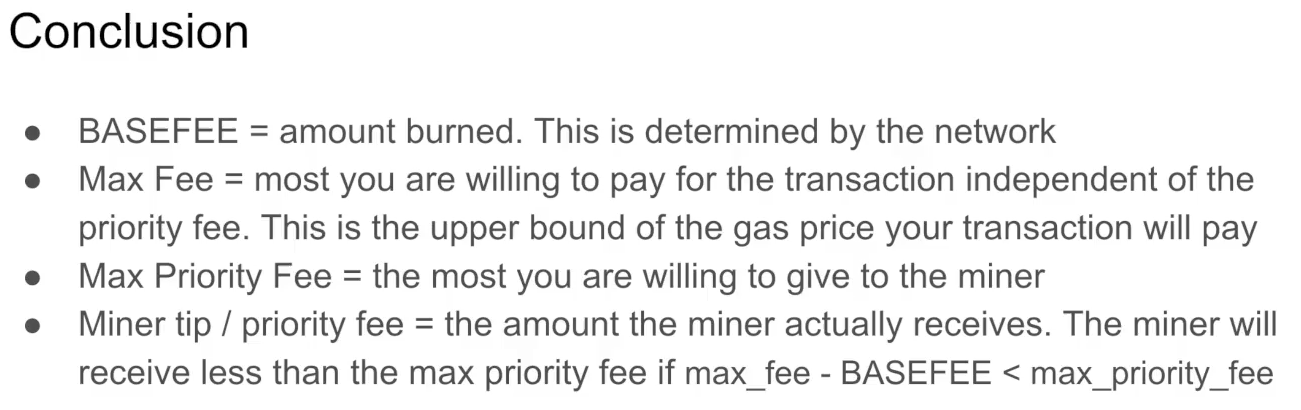 Conclusion
● BASEFEE = amount burned. This is determined by the network
● Max Fee = most you are willing to pay for the transaction independent of the
priority fee. This is the upper bound of the gas price your transaction will pay
● Max Priority Fee = the most you are willing to give to the miner
● Miner tip / priority fee = the amount the miner actually receives. The miner will
receive less than the max priority fee if max_fee - BASEFEE < max_priority_fee